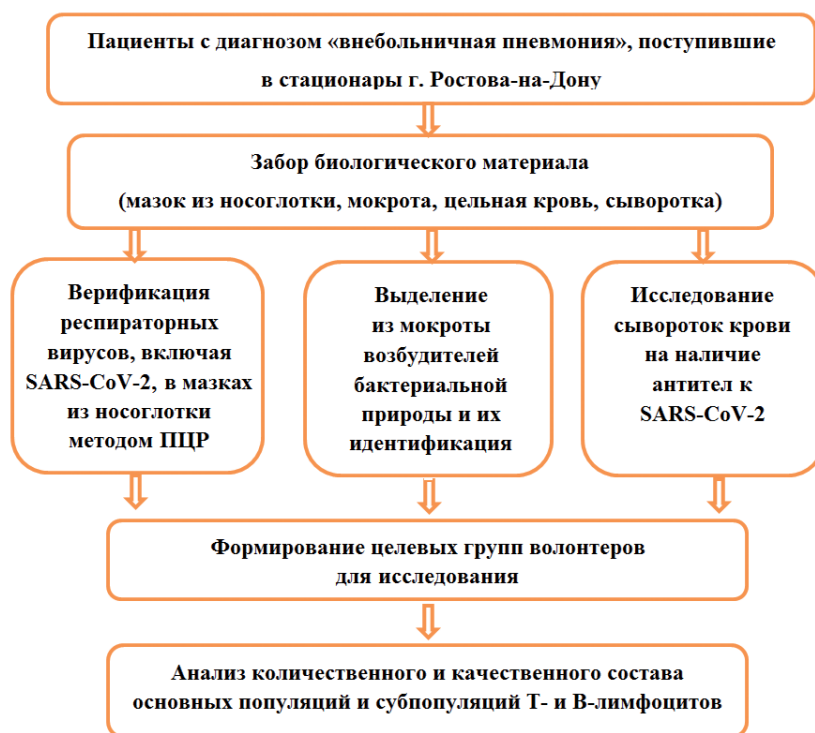 Пациенты с диагнозом «внебольничная пневмония», поступившие
в стационары г. Ростова-на-Дону
Забор биологического материала
(мазок из носоглотки, мокрота, цельная кровь, сыворотка)
Верификация
респираторных
вирусов, включая
SARS-CoV-2, в мазках
из носоглотки
методом ПЦР
Выделение
из мокроты
возбудителей
бактериальной
природы и их
идентификация
Исследование
сывороток крови
на наличие
антител к
SARS-CoV-2
Формирование целевых групп волонтеров
для исследования
Анализ количественного и качественного состава
основных популяций и субпопуляций Т- и В-лимфоцитов